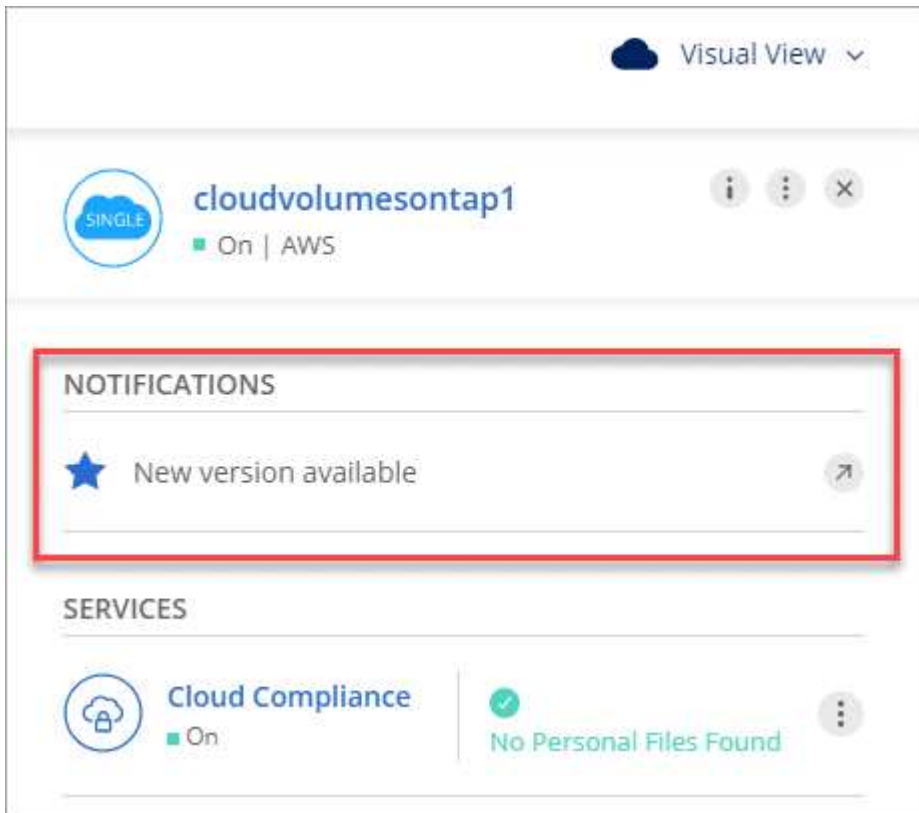 Visual View
SINGLE
cloudvolumesontap1
On | AWS
NOTIFICATIONS
New version available
SERVICES
Cloud Compliance
On
No Personal Files Found